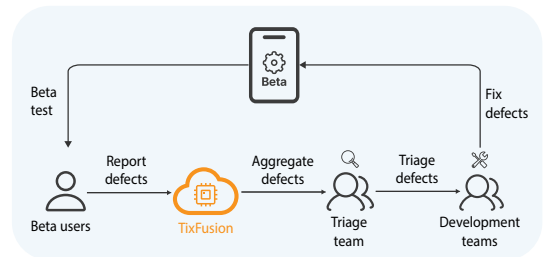 Beta
Beta
test
Fix
defects
Report
defects
Aggregate
defects
Triage
defects
Beta users
TixFusion
Triage
team
Development
teams